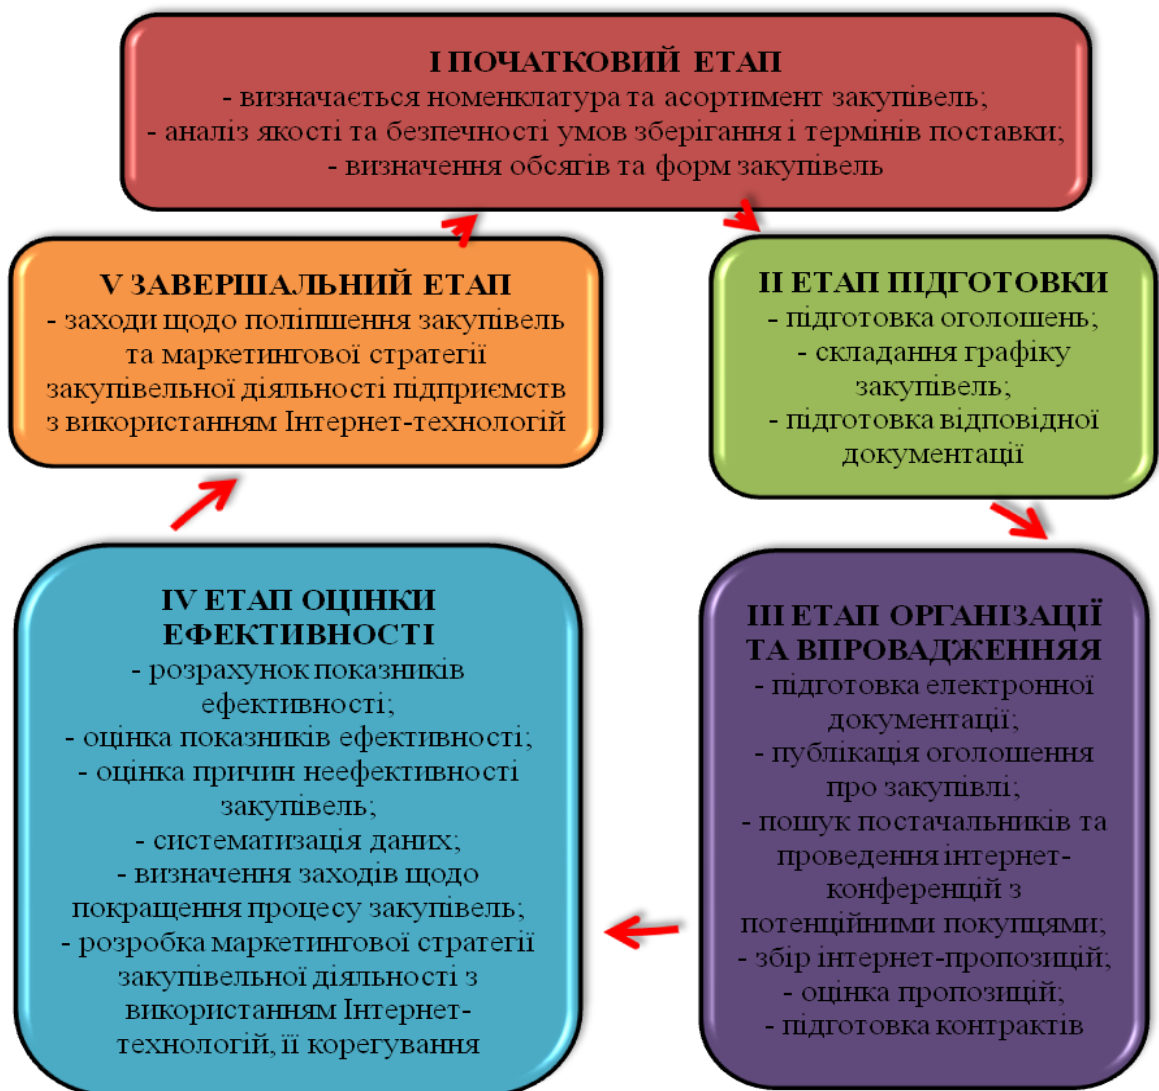 І ПОЧАТКОВИЙ ЕТАП
- визначається номенклатура та асортимент закупівель;
- аналіз якості та безпечності умов зберігання і термінів поставки;
- визначення обсягів та форм закупівель
ІІ ЕТАП ПІДГОТОВКИ
- підготовка оголошень;
- складання графіку
закупівель;
- підготовка відповідної
документації
ІІІ ЕТАП ОРГАНІЗАЦІЇ
ТА ВПРОВАДЖЕННЯЯ
- підготовка електронної
документації;
- публікація оголошення
про закупівлі;
- пошук постачальників та
проведення інтернет-
конференцій з
потенційними покупцями;
- збір інтернет-пропозицій;
- оцінка пропозицій;
- підготовка контрактів
IV ЕТАП ОЦІНКИ
ЕФЕКТИВНОСТІ
- розрахунок показників
ефективності;
- оцінка показників ефективності;
- оцінка причин неефективності
закупівель;
- систематизація даних;
- визначення заходів щодо
покращення процесу закупівель;
- розробка маркетингової стратегії
закупівельної діяльності з
використанням Інтернет-
технологій, її корегування
V ЗАВЕРШАЛЬНИЙ ЕТАП
- заходи щодо поліпшення закупівель
та маркетингової стратегії
закупівельної діяльності підприємств
з використанням Інтернет-технологій